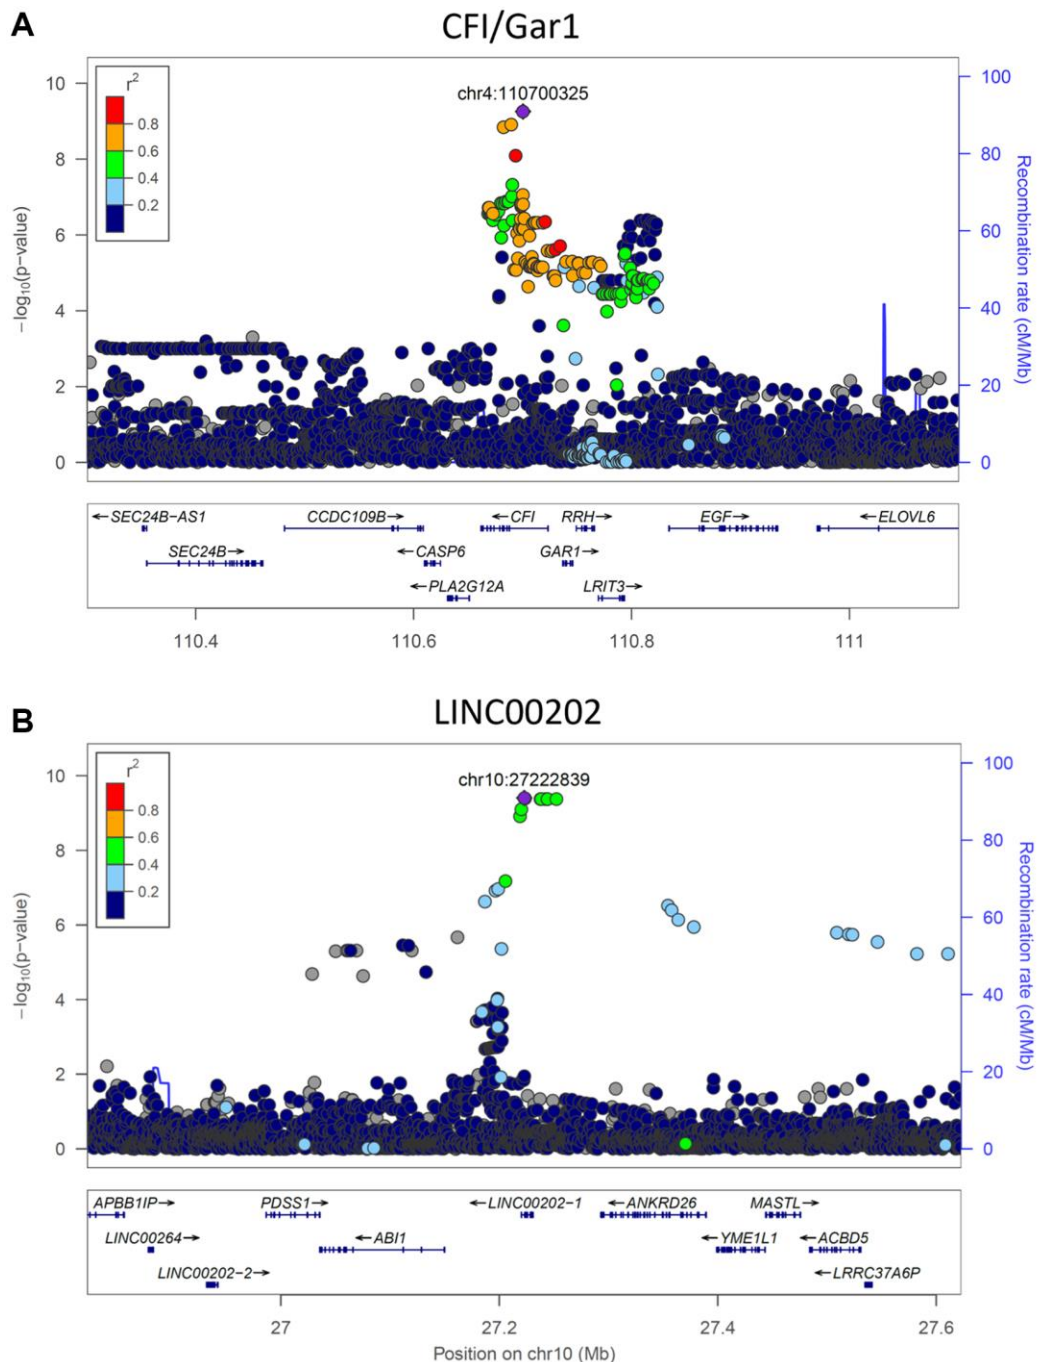 A
CFI/Gar1
r2
0.8
0.6
0.4
0.2
chr4:110700325
10
8
6
4
2
0
−log10(p−value)
100
80
60
40
20
0
Recombination rate (cM/Mb)
←SEC24B−AS1
CCDC109B→
←CFI
RRH→
EGF→
←ELOVL6
SEC24B→
←CASP6
GAR1→
←PLA2G12A
LRIT3→
110.4
110.6
110.8
111
B
LINC00202
r2
0.8
0.6
0.4
0.2
chr10:27222839
10
8
6
4
2
0
−log10(p−value)
100
80
60
40
20
0
Recombination rate (cM/Mb)
APBB1IP→
PDSS1→
←LINC00202−1
←ANKRD26
MASTL→
LINC00264→
←ABI1
←YME1L1
←ACBD5
LINC00202−2→
←LRRC37A6P
27
27.2
27.4
27.6
Position on chr10 (Mb)